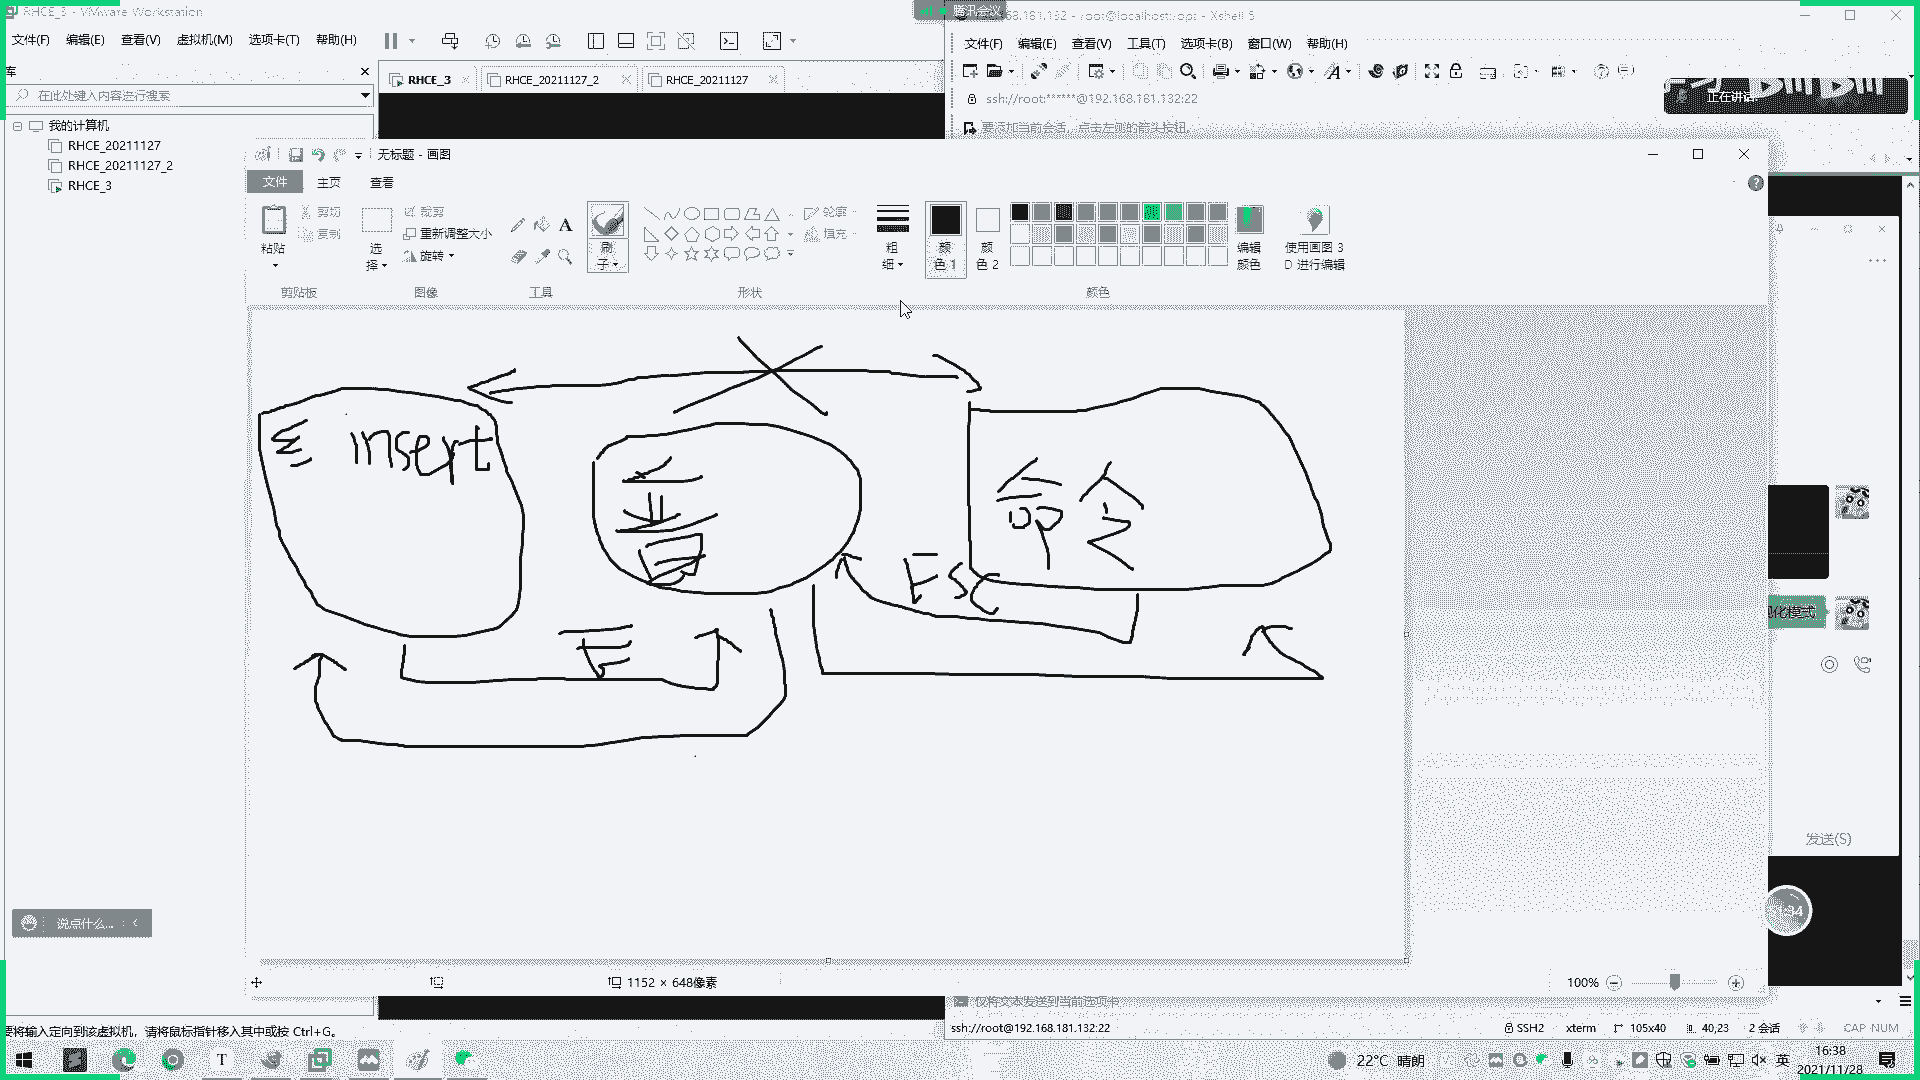 RHCE_3 - VMware Workstation
腾讯会议
.168.181.132 - root@localhost:/opt - Xshell 5
文件(F) 编辑(E) 查看(V) 虚拟机(M) 选项卡(T) 帮助(H)
文件(F) 编辑(E) 查看(V) 工具(T) 选项卡(B) 窗口(W) 帮助(H)
库
RHCE_3 RHCE_20211127_2 RHCE_20211127
在此处键入内容进行搜索
ssh://root:******@192.168.181.132:22
正在讲话
要添加当前会话，点击左侧的箭头按钮。
我的计算机
RHCE_20211127
RHCE_20211127_2
RHCE_3
无标题 - 画图
文件 主页 查看
粘贴 剪切 复制
选择 裁剪 重新调整大小 旋转
刷子
轮廓 填充
粗细
颜色 1
颜色 2
编辑颜色
使用画图 3D 进行编辑
剪贴板 图像 工具 形状 颜色
insert
命令
ESC
模式
发送(S)
说点什么...
1152 × 648像素
100%
仅将文本发送到当前选项卡
要将输入定向到该虚拟机，请将鼠标指针移入其中或按 Ctrl+G。
ssh://root@192.168.181.132:22 SSH2 xterm 105x40 40,23 2 会话 CAP NUM
22°C 晴朗 英 16:38
2021/11/28